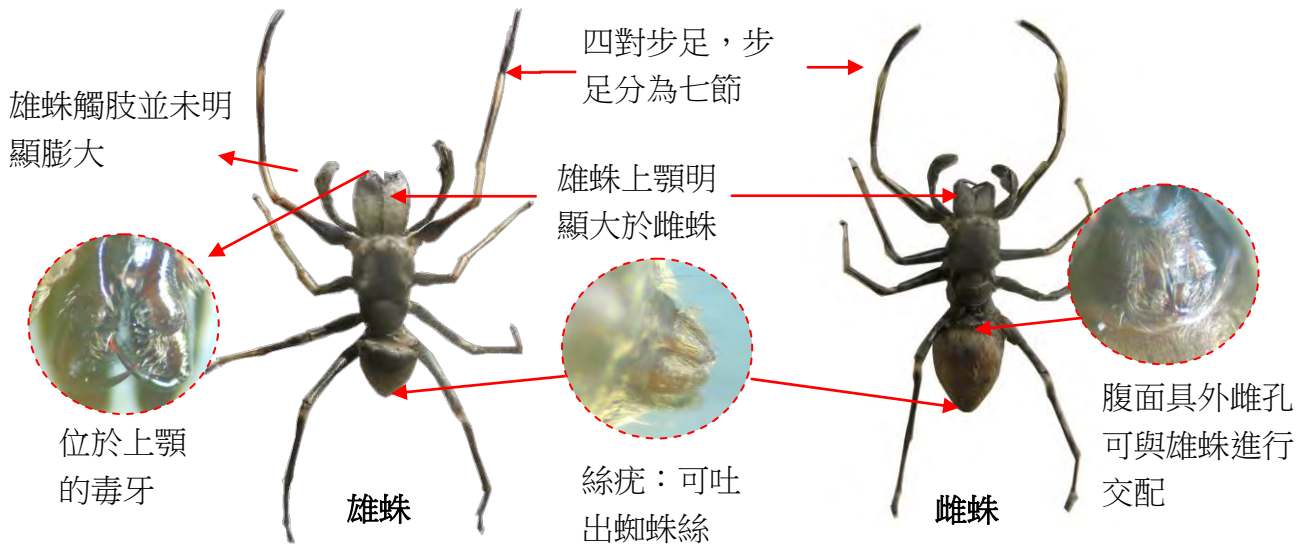 四對步足，步
足分為七節
雄蛛觸肢並未明
顯膨大
雄蛛上顎明
顯大於雌蛛
位於上顎
的毒牙
雄蛛
絲疣：可吐
出蜘蛛絲
雌蛛
腹面具外雌孔
可與雄蛛進行
交配